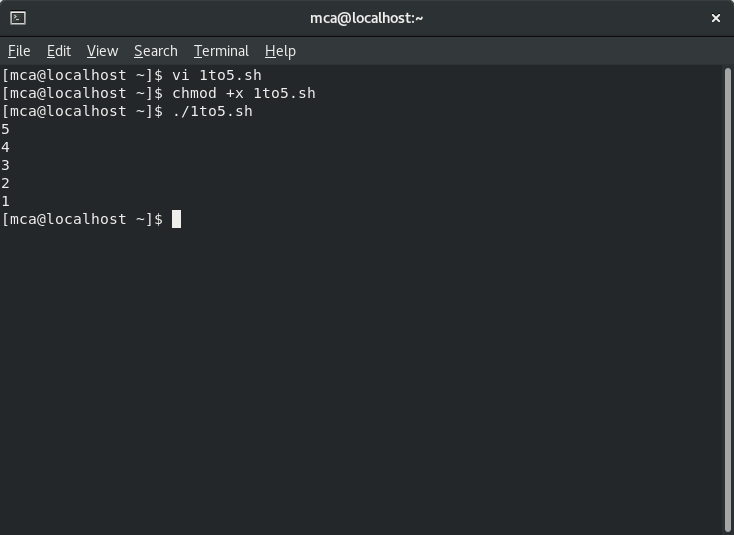 mca@localhost:~
File Edit View Search Terminal Help
[mca@localhost ~]$ vi 1to5.sh
[mca@localhost ~]$ chmod +x 1to5.sh
[mca@localhost ~]$ ./1to5.sh
5
4
3
2
1
[mca@localhost ~]$